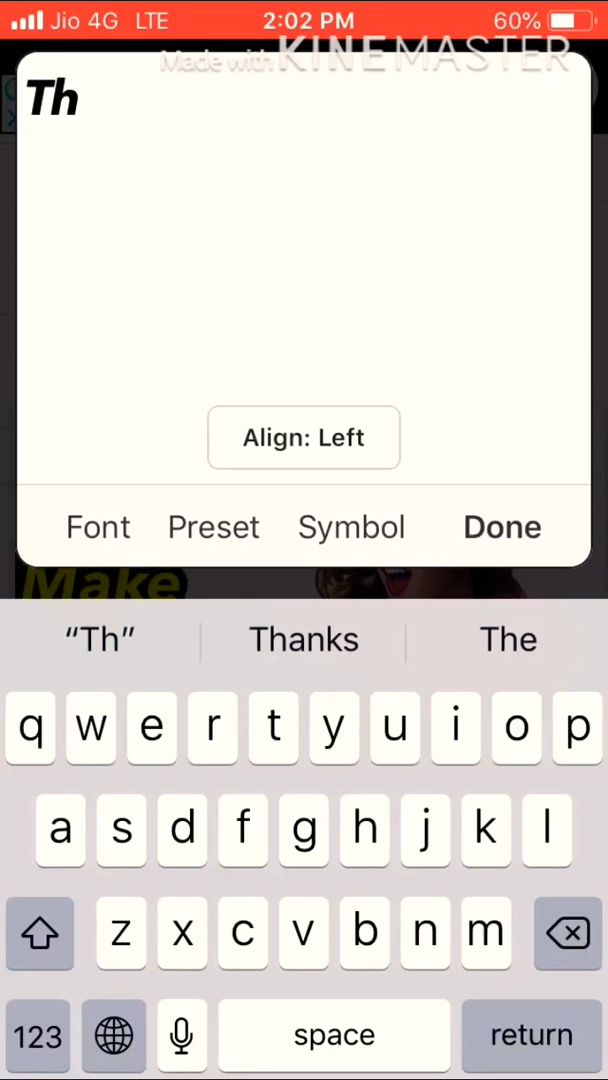 Jio 4G LTE 2:02 PM 60%
Made with KINEMASTER
Th
Align: Left
Font Preset Symbol Done
Make
“Th” Thanks The
q w e r t y u i o p
a s d f g h j k l
z x c v b n m
123 space return